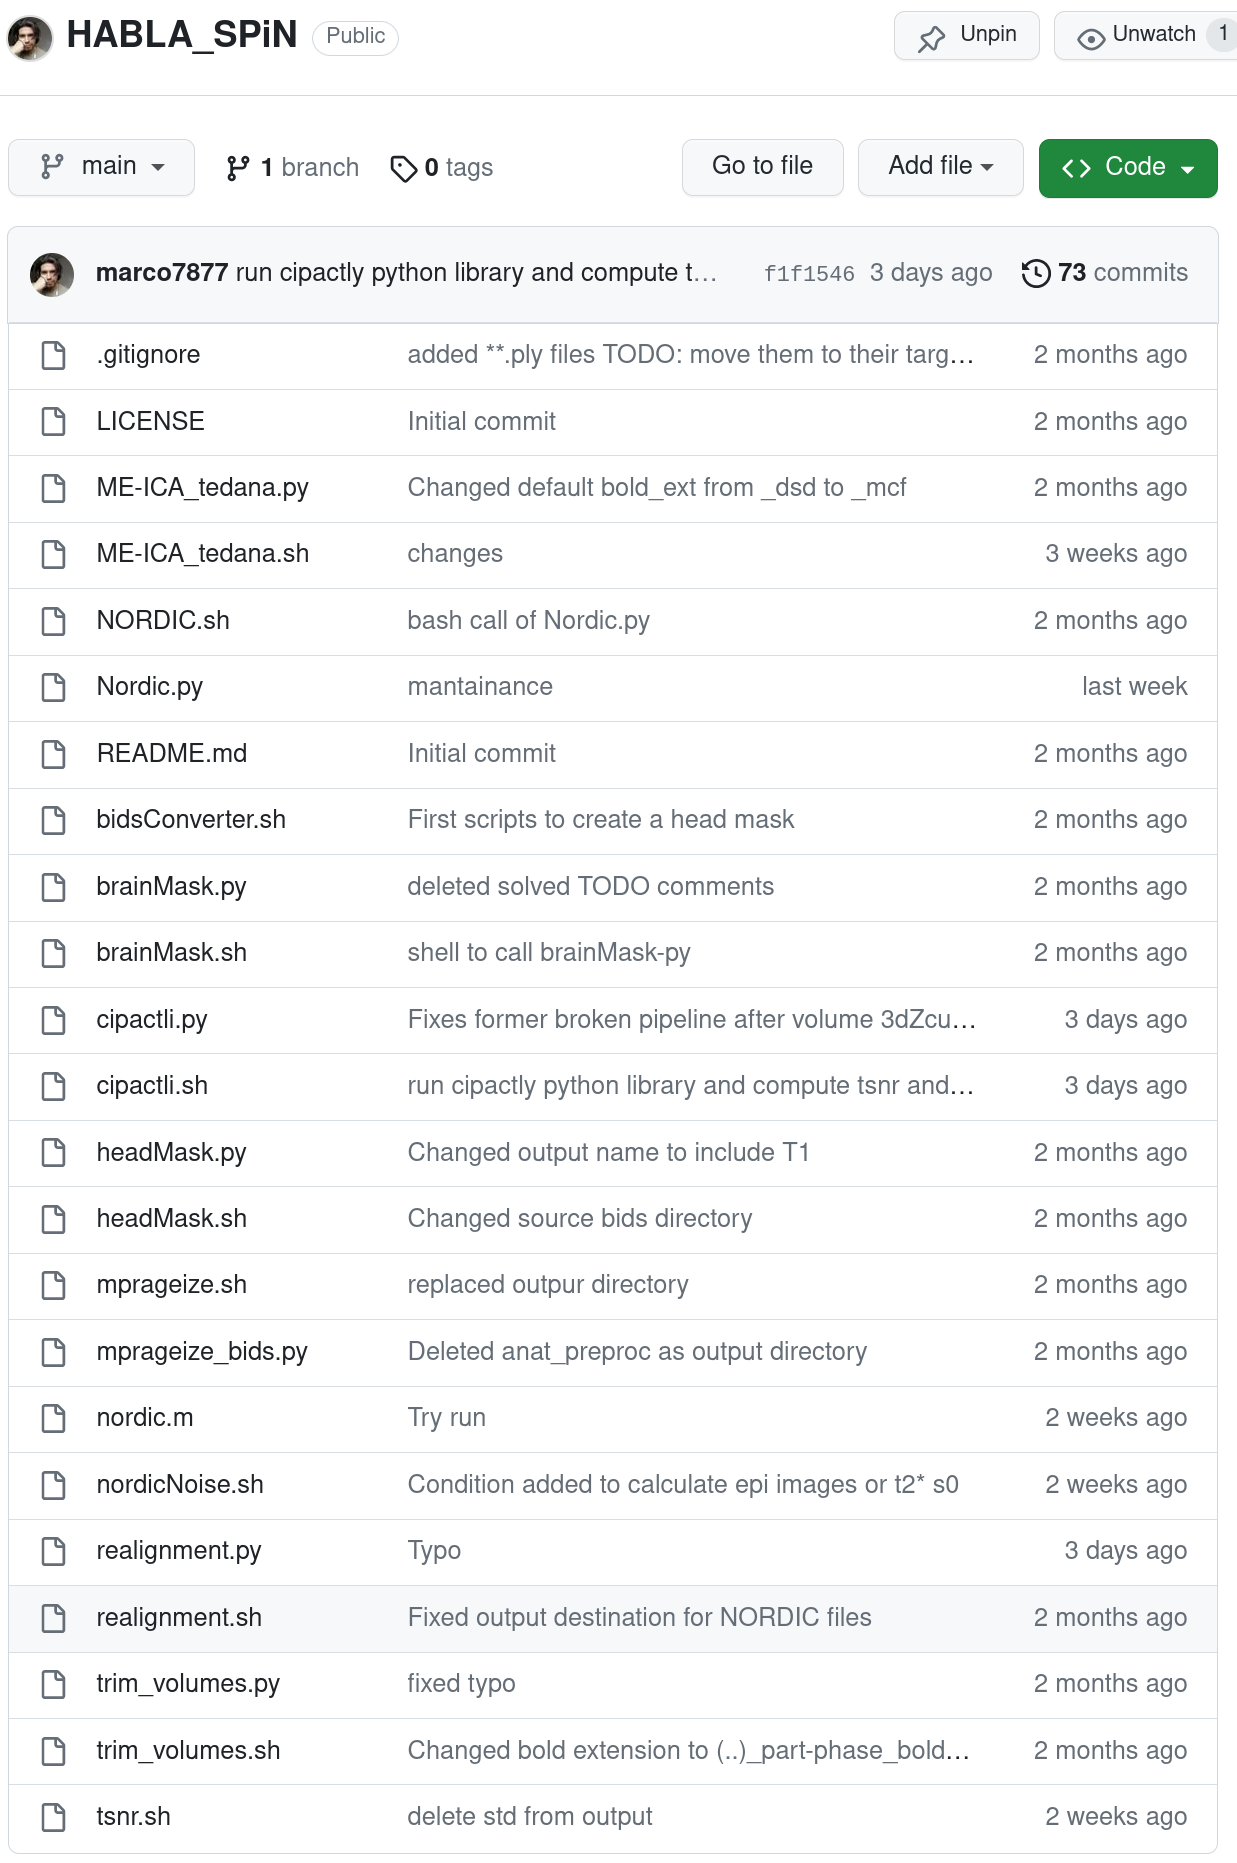 HABLA_SPiN Public Unpin Unwatch 1
main 1 branch 0 tags Go to file Add file Code
marco7877 run cipactly python library and compute t… f1f1546 3 days ago 73 commits
.gitignore added **.ply files TODO: move them to their targ… 2 months ago
LICENSE Initial commit 2 months ago
ME-ICA_tedana.py Changed default bold_ext from _dsd to _mcf 2 months ago
ME-ICA_tedana.sh changes 3 weeks ago
NORDIC.sh bash call of Nordic.py 2 months ago
Nordic.py mantainance last week
README.md Initial commit 2 months ago
bidsConverter.sh First scripts to create a head mask 2 months ago
brainMask.py deleted solved TODO comments 2 months ago
brainMask.sh shell to call brainMask-py 2 months ago
cipactli.py Fixes former broken pipeline after volume 3dZcu… 3 days ago
cipactli.sh run cipactly python library and compute tsnr and… 3 days ago
headMask.py Changed output name to include T1 2 months ago
headMask.sh Changed source bids directory 2 months ago
mprageize.sh replaced outpur directory 2 months ago
mprageize_bids.py Deleted anat_preproc as output directory 2 months ago
nordic.m Try run 2 weeks ago
nordicNoise.sh Condition added to calculate epi images or t2* s0 2 weeks ago
realignment.py Typo 3 days ago
realignment.sh Fixed output destination for NORDIC files 2 months ago
trim_volumes.py fixed typo 2 months ago
trim_volumes.sh Changed bold extension to (..)_part-phase_bold… 2 months ago
tsnr.sh delete std from output 2 weeks ago